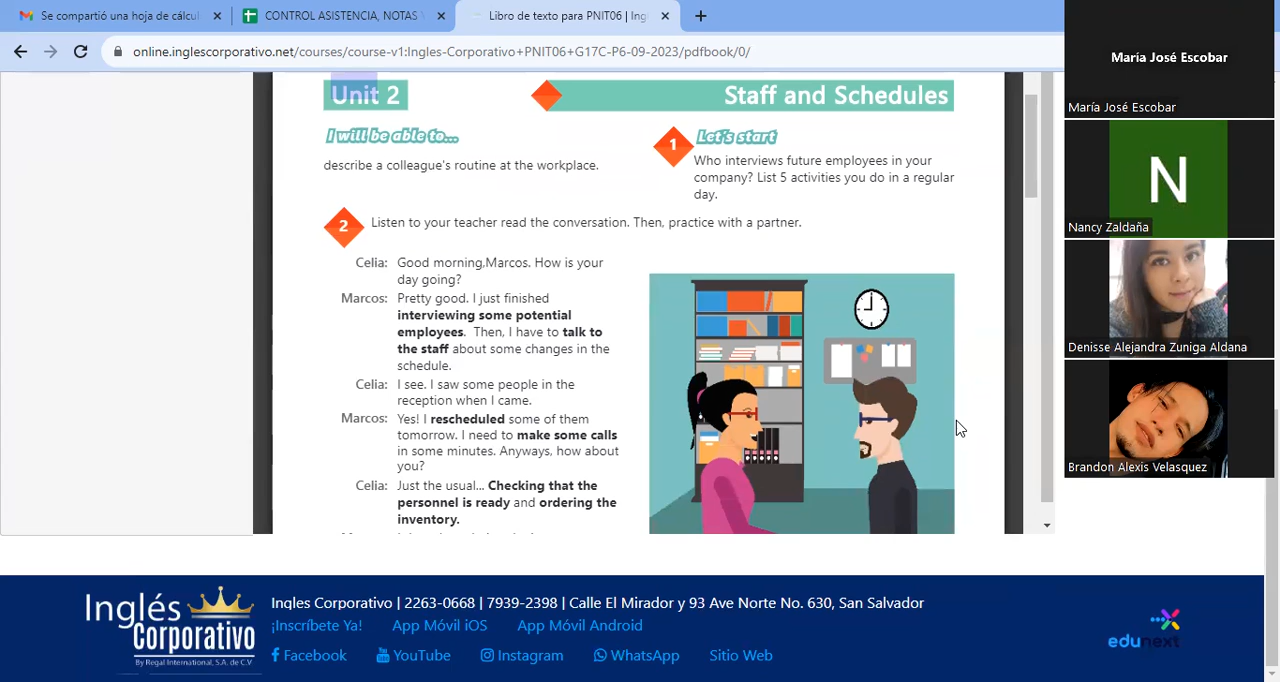 Se compartió una hoja de cálcu
CONTROL ASISTENCIA, NOTAS
Libro de texto para PNIT06 | Ing
online.inglescorporativo.net/courses/course-v1:Ingles-Corporativo+PNIT06+G17C-P6-09-2023/pdfbook/0/
María José Escobar
María José Escobar
N
Nancy Zaldaña
Denisse Alejandra Zuniga Aldana
Brandon Alexis Velasquez
Unit 2
Staff and Schedules
I will be able to...
describe a colleague's routine at the workplace.
1
Let's start
Who interviews future employees in your
company? List 5 activities you do in a regular
day.
2
Listen to your teacher read the conversation. Then, practice with a partner.
Celia: Good morning,Marcos. How is your
day going?
Marcos: Pretty good. I just finished
interviewing some potential
employees. Then, I have to talk to
the staff about some changes in the
schedule.
Celia: I see. I saw some people in the
reception when I came.
Marcos: Yes! I rescheduled some of them
tomorrow. I need to make some calls
in some minutes. Anyways, how about
you?
Celia: Just the usual... Checking that the
personnel is ready and ordering the
inventory.
Inglés
Corporativo
By Regal International, S.A. de C.V
Ingles Corporativo | 2263-0668 | 7939-2398 | Calle El Mirador y 93 Ave Norte No. 630, San Salvador
¡Inscríbete Ya! App Móvil iOS App Móvil Android
Facebook YouTube Instagram WhatsApp Sitio Web
edunext